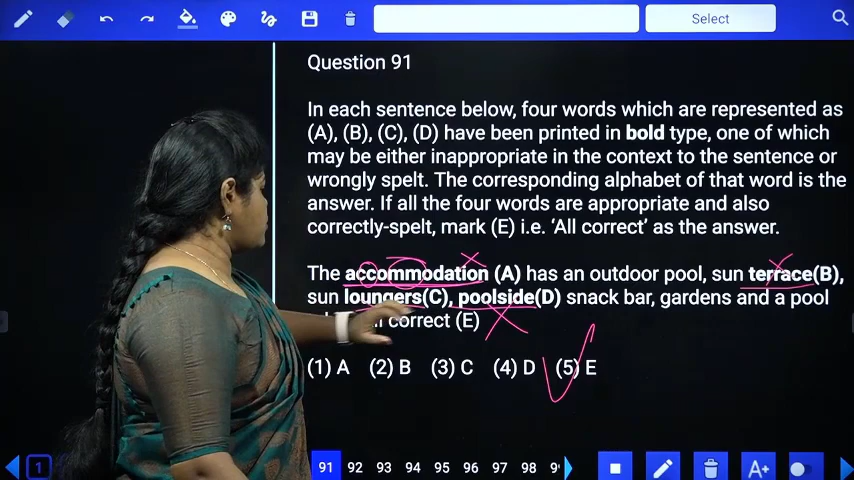 Select
Question 91
In each sentence below, four words which are represented as
(A), (B), (C), (D) have been printed in bold type, one of which
may be either inappropriate in the context to the sentence or
wrongly spelt. The corresponding alphabet of that word is the
answer. If all the four words are appropriate and also
correctly-spelt, mark (E) i.e. ‘All correct’ as the answer.
The accommodation (A) has an outdoor pool, sun terrace(B),
sun loungers(C), poolside(D) snack bar, gardens and a pool
correct (E)
(1) A (2) B (3) C (4) D (5) E
1 91 92 93 94 95 96 97 98 A+